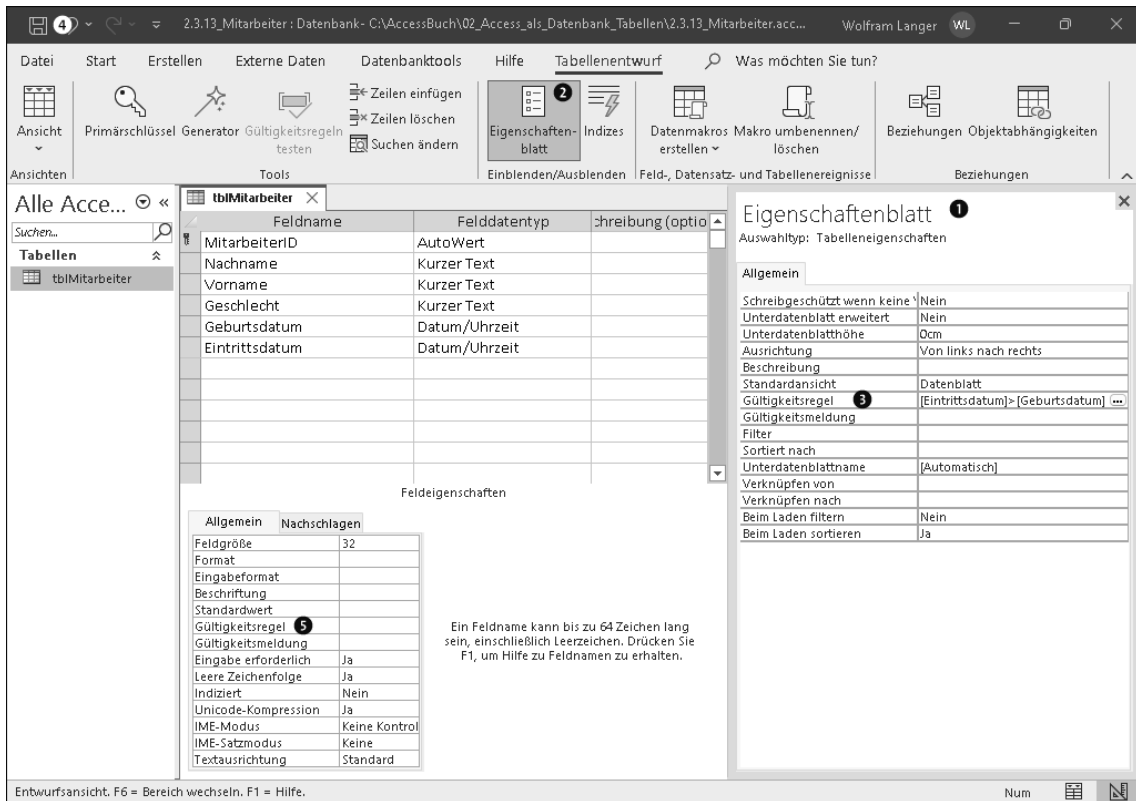 ④ 2.3.13_Mitarbeiter : Datenbank- C:\AccessBuch\02_Access_als_Datenbank_Tabellen\2.3.13_Mitarbeiter.acc... Wolfram Langer WL
Datei Start Erstellen Externe Daten Datenbanktools Hilfe Tabellenentwurf Was möchten Sie tun?
Ansicht
Primärschlüssel Generator Gültigkeitsregeln testen
Zeilen einfügen
Zeilen löschen
Suchen ändern
❷
Eigenschaften-
blatt
Indizes
Datenmakros
erstellen
Makro umbenennen/
löschen
Beziehungen Objektabhängigkeiten
Ansichten Tools Einblenden/Ausblenden Feld-, Datensatz- und Tabellenereignisse Beziehungen
Alle Acce... «
Suchen...
Tabellen
tblMitarbeiter
tblMitarbeiter
Feldname Felddatentyp :hreibung (optio
MitarbeiterID AutoWert
Nachname Kurzer Text
Vorname Kurzer Text
Geschlecht Kurzer Text
Geburtsdatum Datum/Uhrzeit
Eintrittsdatum Datum/Uhrzeit
Feldeigenschaften
Allgemein Nachschlagen
Feldgröße 32
Format
Eingabeformat
Beschriftung
Standardwert
Gültigkeitsregel ❺
Gültigkeitsmeldung
Eingabe erforderlich Ja
Leere Zeichenfolge Ja
Indiziert Nein
Unicode-Kompression Ja
IME-Modus Keine Kontrol
IME-Satzmodus Keine
Textausrichtung Standard
Ein Feldname kann bis zu 64 Zeichen lang
sein, einschließlich Leerzeichen. Drücken Sie
F1, um Hilfe zu Feldnamen zu erhalten.
Eigenschaftenblatt ❶
Auswahltyp: Tabelleneigenschaften
Allgemein
Schreibgeschützt wenn keine V Nein
Unterdatenblatt erweitert Nein
Unterdatenblatthöhe 0cm
Ausrichtung Von links nach rechts
Beschreibung
Standardansicht Datenblatt
Gültigkeitsregel ❸ [Eintrittsdatum]>[Geburtsdatum] ...
Gültigkeitsmeldung
Filter
Sortiert nach
Unterdatenblattname [Automatisch]
Verknüpfen von
Verknüpfen nach
Beim Laden filtern Nein
Beim Laden sortieren Ja
Entwurfsansicht. F6 = Bereich wechseln. F1 = Hilfe. Num